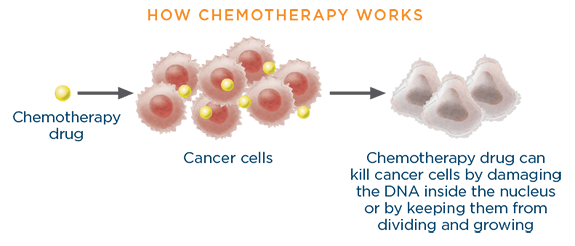 HOW CHEMOTHERAPY WORKS
Chemotherapy
drug
Cancer cells
Chemotherapy drug can
kill cancer cells by damaging
the DNA inside the nucleus
or by keeping them from
dividing and growing